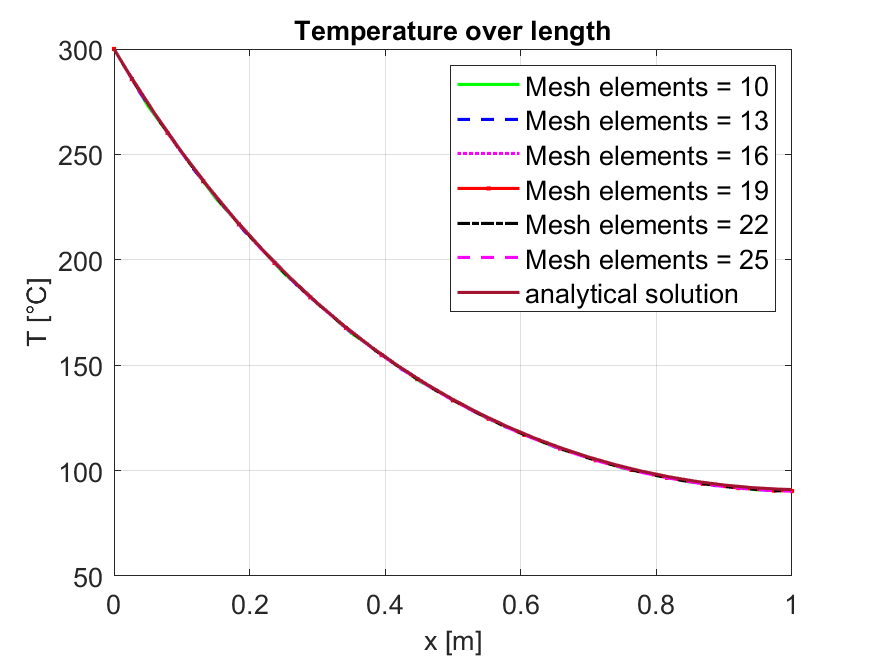 Temperature over length
300
250
200
150
100
50
0
0.2
0.4
0.6
0.8
1
T [°C]
x [m]
Mesh elements = 10
Mesh elements = 13
Mesh elements = 16
Mesh elements = 19
Mesh elements = 22
Mesh elements = 25
analytical solution